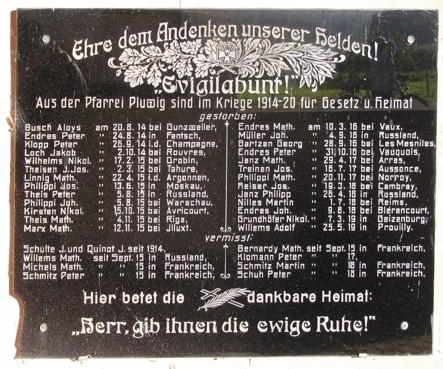 Ehre dem Andenken unserer Helden!
„Evigilabunt!"
Aus der Pfarrei Pluwig sind im Kriege 1914-20 für Gesetz u. Heimat
gestorben:
Busch Aloys am 20.8.14 bei Gunzweiler,
Endres Peter " 24.8.14 in Fentsch,
Klopp Peter " 26.9.14 i.d. Champagne,
Loch Jakob " 2.10.14 bei Rouvres,
Wilhelms Nikol. " 17.2.15 bei Drobin,
Theisen J. Jos. " 2.3.15 bei Tahure,
Linnig Math. " 22.4.15 i.d. Argonnen,
Philippi Jos. " 13.6.15 in Moskau,
Theis Peter " 5.8.15 in Russland,
Philippi Joh. " 5.8.15 bei Warschau,
Kirsten Nikol. " 15.10.15 bei Avricourt,
Theis Math. " 4.11.15 bei Riga,
Marx Math. " 12.11.15 bei Jlluxt.
Endres Math. am 10.3.16 bei Vaux,
Müller Joh. " 4.9.16 in Russland,
Bartzen Georg " 28.9.16 bei Les Mesniles,
Endres Peter " 31.10.16 bei Vasquois,
Janz Math. " 29.4.17 bei Arras,
Treinen Jos. " 16.7.17 bei Aussonce,
Philippi Math. " 20.11.17 bei Norroy,
Reiser Jos. " 19.3.18 bei Cambray,
Janz Philipp " 26.4.18 in Russland,
Nilles Martin " 1.7.18 bei Reims,
Endres Joh. " 9.8.18 bei Blérancourt,
Grundhöfer Nikol. " 7.3.19 in Geizenburg,
Willems Adolf " 25.5.19 in Prouilly.
vermisst:
Schulte J. und Quinot J. seit 1914,
Willems Math. seit Sept. 15 in Russland,
Michels Math. " " 15 in Frankreich,
Schmitz Peter " " 15 in Frankreich,
Bernardy Math. seit Sept. 15 in Frankreich,
Klomann Peter " " 17,
Schmitz Martin " " 18 in Frankreich,
Schuh Peter " " 18 in Frankreich.
Hier betet die dankbare Heimat:
„Herr, gib ihnen die ewige Ruhe!"